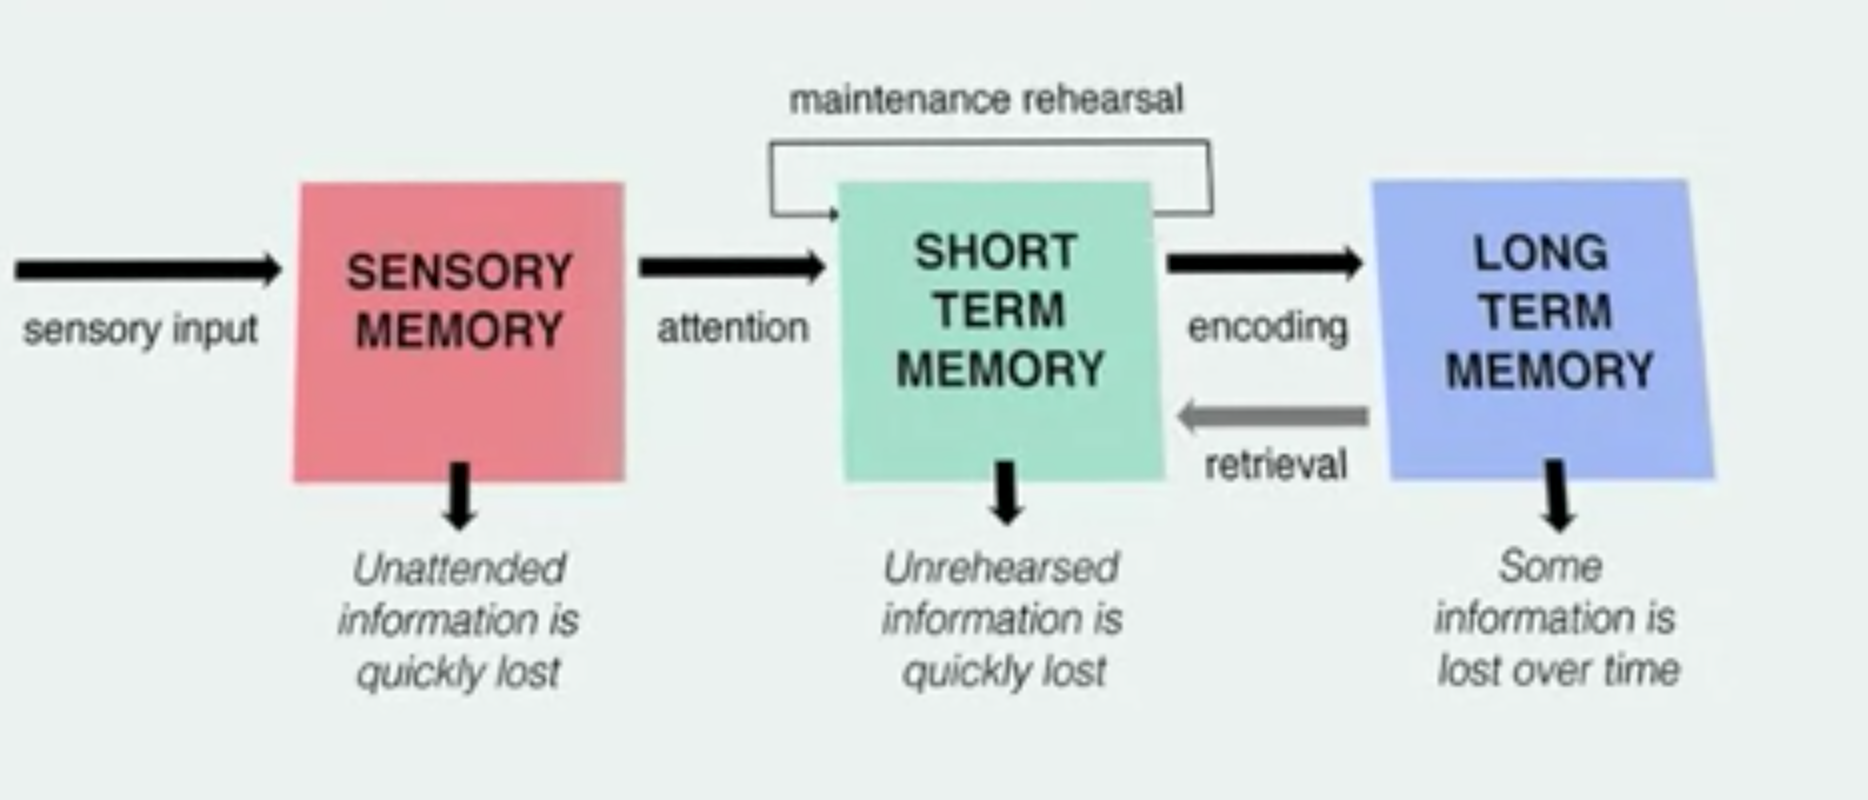 maintenance rehearsal
sensory input
SENSORY
MEMORY
attention
SHORT
TERM
MEMORY
encoding
retrieval
LONG
TERM
MEMORY
Unattended
information is
quickly lost
Unrehearsed
information is
quickly lost
Some
information is
lost over time